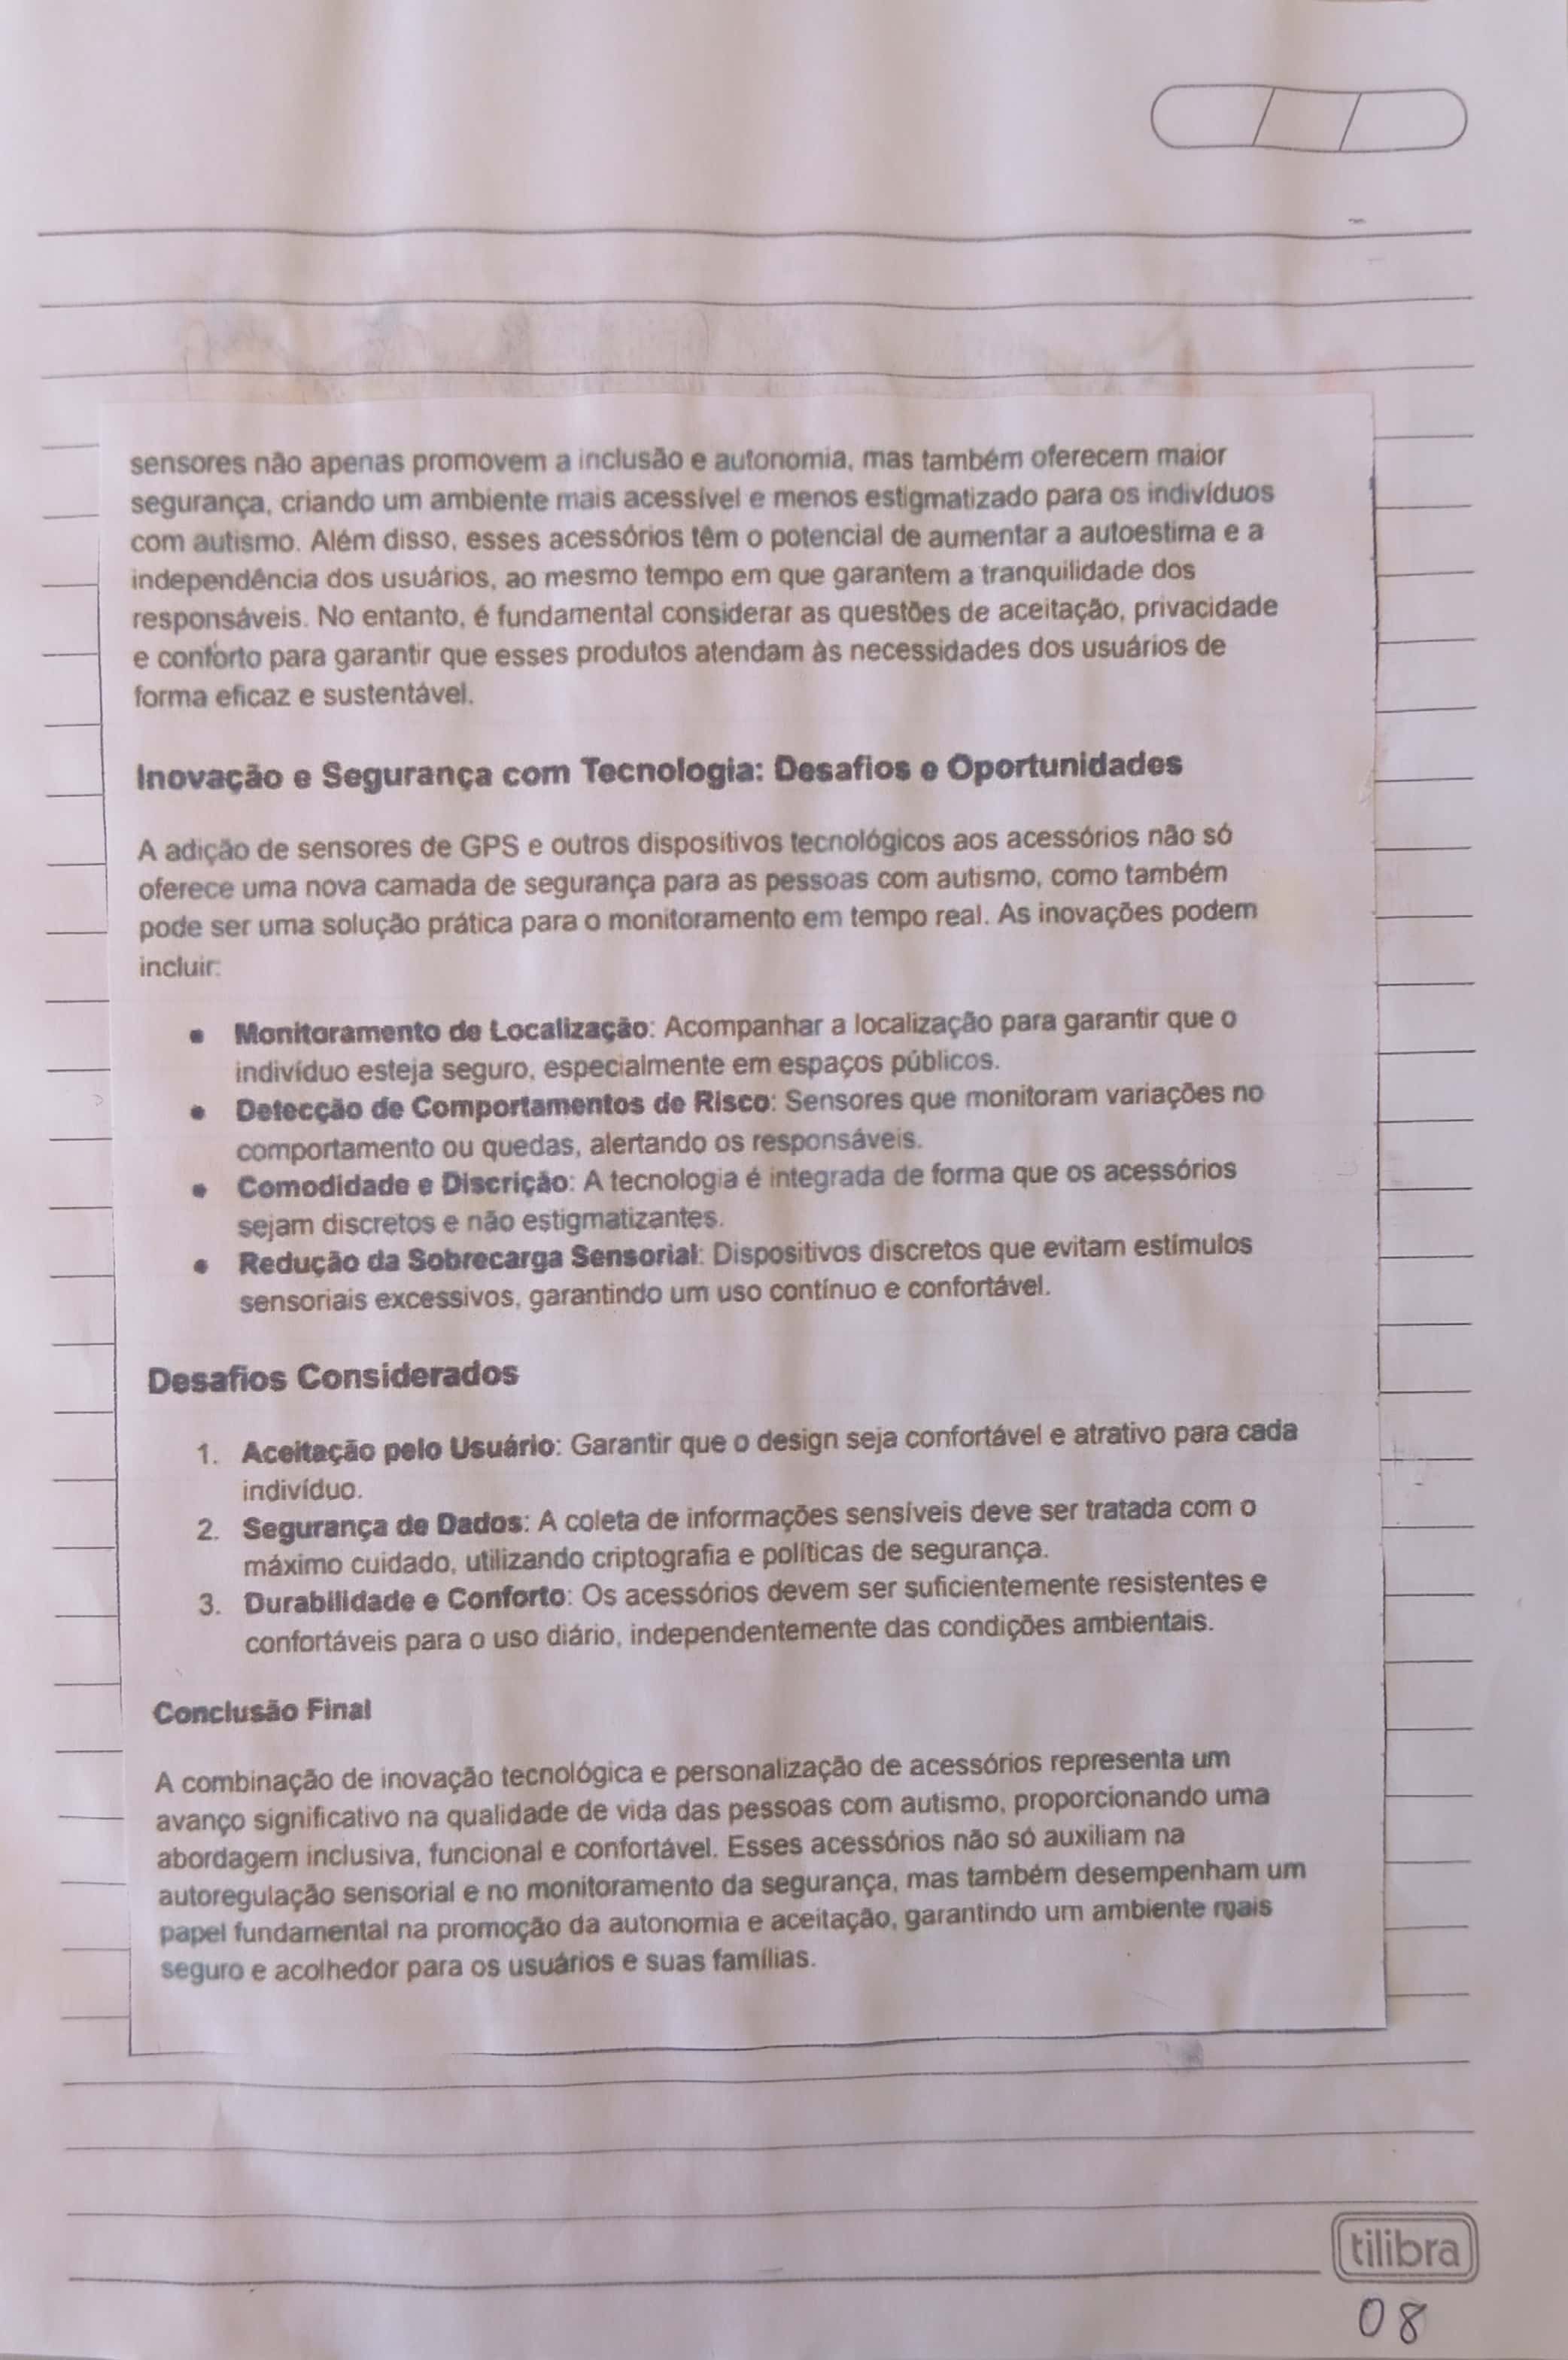 sensores não apenas promovem a inclusão e autonomia, mas também oferecem maior
segurança, criando um ambiente mais acessível e menos estigmatizado para os indivíduos
com autismo. Além disso, esses acessórios têm o potencial de aumentar a autoestima e a
independência dos usuários, ao mesmo tempo em que garantem a tranquilidade dos
responsáveis. No entanto, é fundamental considerar as questões de aceitação, privacidade
e conforto para garantir que esses produtos atendam às necessidades dos usuários de
forma eficaz e sustentável.
Inovação e Segurança com Tecnologia: Desafios e Oportunidades
A adição de sensores de GPS e outros dispositivos tecnológicos aos acessórios não só
oferece uma nova camada de segurança para as pessoas com autismo, como também
pode ser uma solução prática para o monitoramento em tempo real. As inovações podem
incluir:
• Monitoramento de Localização: Acompanhar a localização para garantir que o
indivíduo esteja seguro, especialmente em espaços públicos.
• Detecção de Comportamentos de Risco: Sensores que monitoram variações no
comportamento ou quedas, alertando os responsáveis.
• Comodidade e Discrição: A tecnologia é integrada de forma que os acessórios
sejam discretos e não estigmatizantes.
• Redução da Sobrecarga Sensorial: Dispositivos discretos que evitam estímulos
sensoriais excessivos, garantindo um uso contínuo e confortável.
Desafios Considerados
1. Aceitação pelo Usuário: Garantir que o design seja confortável e atrativo para cada
indivíduo.
2. Segurança de Dados: A coleta de informações sensíveis deve ser tratada com o
máximo cuidado, utilizando criptografia e políticas de segurança.
3. Durabilidade e Conforto: Os acessórios devem ser suficientemente resistentes e
confortáveis para o uso diário, independentemente das condições ambientais.
Conclusão Final
A combinação de inovação tecnológica e personalização de acessórios representa um
avanço significativo na qualidade de vida das pessoas com autismo, proporcionando uma
abordagem inclusiva, funcional e confortável. Esses acessórios não só auxiliam na
autoregulação sensorial e no monitoramento da segurança, mas também desempenham um
papel fundamental na promoção da autonomia e aceitação, garantindo um ambiente mais
seguro e acolhedor para os usuários e suas famílias.
tilibra
08